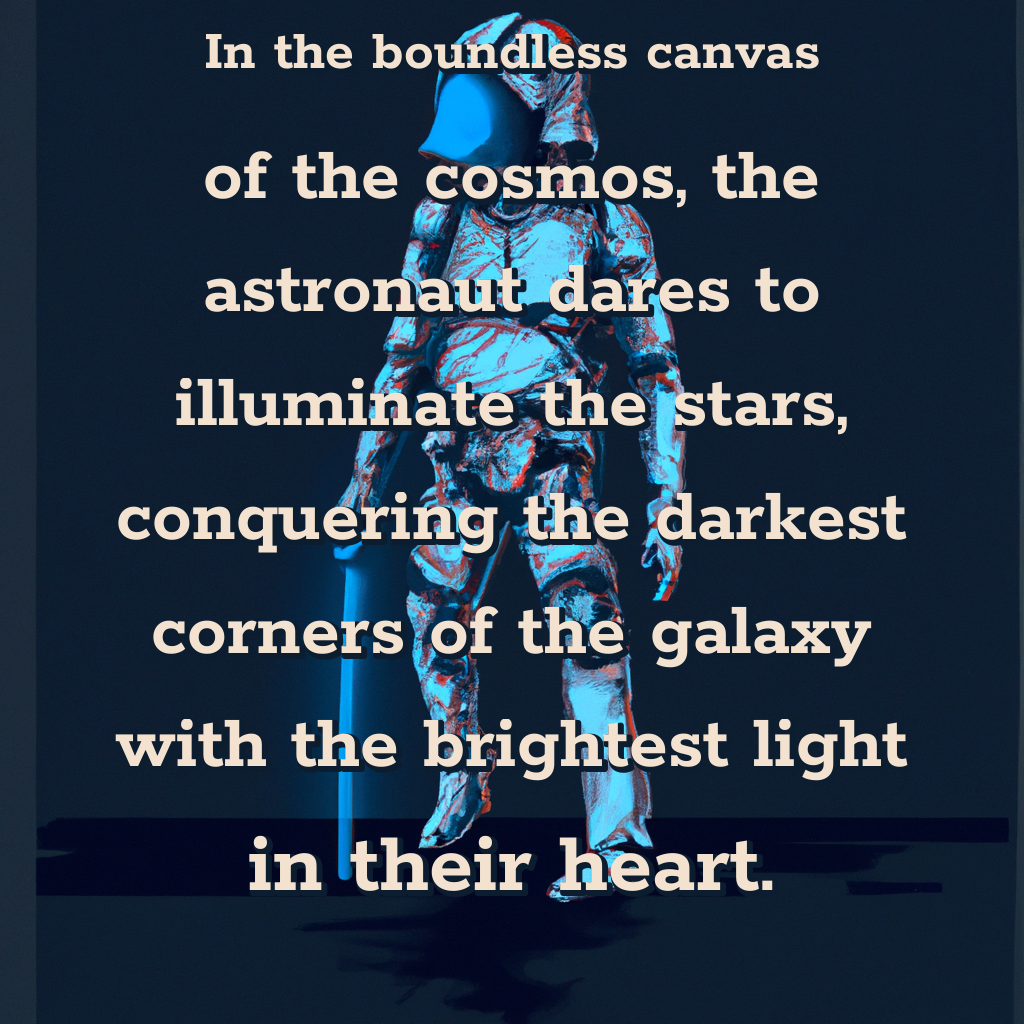 In the boundless canvas
of the cosmos, the
astronaut dares to
illuminate the stars,
conquering the darkest
corners of the galaxy
with the brightest light
in their heart.